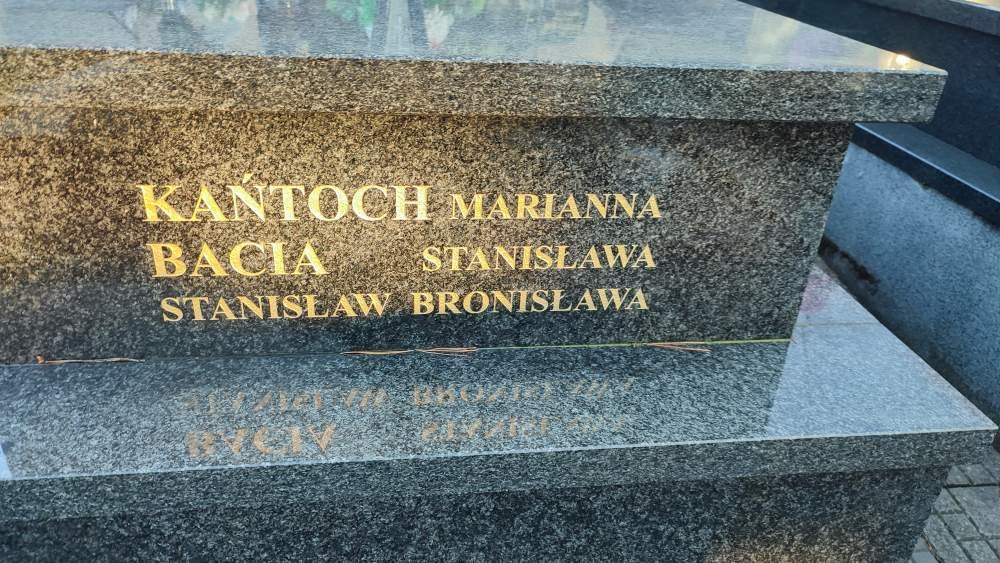 KAŃTOCH MARIANNA
BACIA STANISŁAWA
STANISŁAW BRONISŁAWA